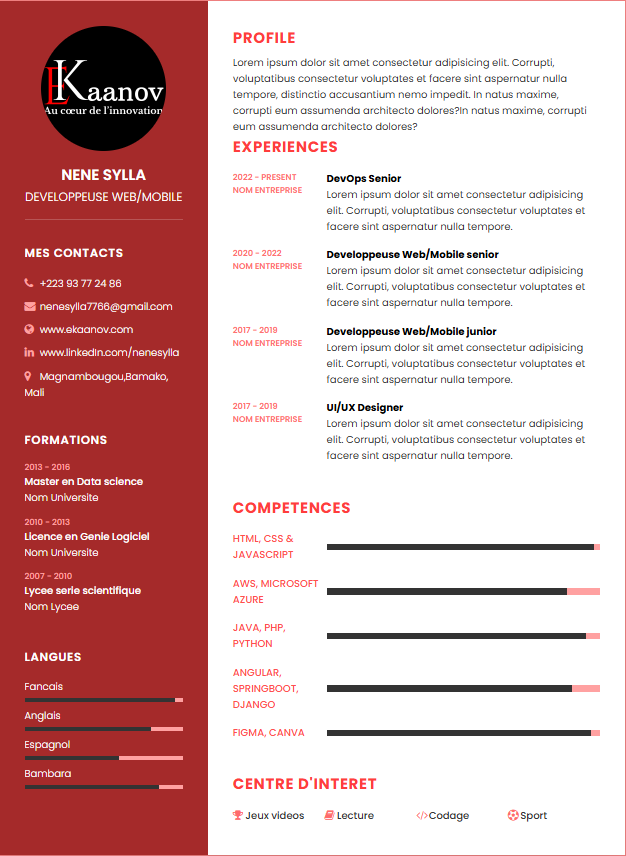 EKaanov
Au cœur de l'innovation
NENE SYLLA
DEVELOPPEUSE WEB/MOBILE
MES CONTACTS
+223 93 77 24 86
nenesylla7766@gmail.com
www.ekaanov.com
www.linkedIn.com/nenesylla
Magnambougou,Bamako,
Mali
FORMATIONS
2013 - 2016
Master en Data science
Nom Universite
2010 - 2013
Licence en Genie Logiciel
Nom Universite
2007 - 2010
Lycee serie scientifique
Nom Lycee
LANGUES
Fancais
Anglais
Espagnol
Bambara
PROFILE
Lorem ipsum dolor sit amet consectetur adipisicing elit. Corrupti,
voluptatibus consectetur voluptates et facere sint aspernatur nulla
tempore, distinctio accusantium nemo impedit. In natus maxime,
corrupti eum assumenda architecto dolores?In natus maxime, corrupti
eum assumenda architecto dolores?
EXPERIENCES
2022 - PRESENT
NOM ENTREPRISE
DevOps Senior
Lorem ipsum dolor sit amet consectetur adipisicing
elit. Corrupti, voluptatibus consectetur voluptates et
facere sint aspernatur nulla tempore.
2020 - 2022
NOM ENTREPRISE
Developpeuse Web/Mobile senior
Lorem ipsum dolor sit amet consectetur adipisicing
elit. Corrupti, voluptatibus consectetur voluptates et
facere sint aspernatur nulla tempore.
2017 - 2019
NOM ENTREPRISE
Developpeuse Web/Mobile junior
Lorem ipsum dolor sit amet consectetur adipisicing
elit. Corrupti, voluptatibus consectetur voluptates et
facere sint aspernatur nulla tempore.
2017 - 2019
NOM ENTREPRISE
UI/UX Designer
Lorem ipsum dolor sit amet consectetur adipisicing
elit. Corrupti, voluptatibus consectetur voluptates et
facere sint aspernatur nulla tempore.
COMPETENCES
HTML, CSS &
JAVASCRIPT
AWS, MICROSOFT
AZURE
JAVA, PHP,
PYTHON
ANGULAR,
SPRINGBOOT,
DJANGO
FIGMA, CANVA
CENTRE D'INTERET
Jeux videos
Lecture
Codage
Sport